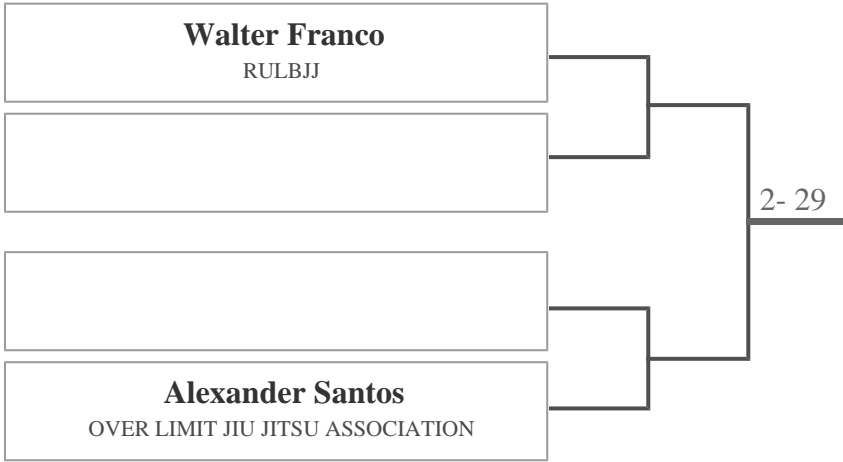 Walter Franco
RULBJJ
2- 29
Alexander Santos
OVER LIMIT JIU JITSU ASSOCIATION